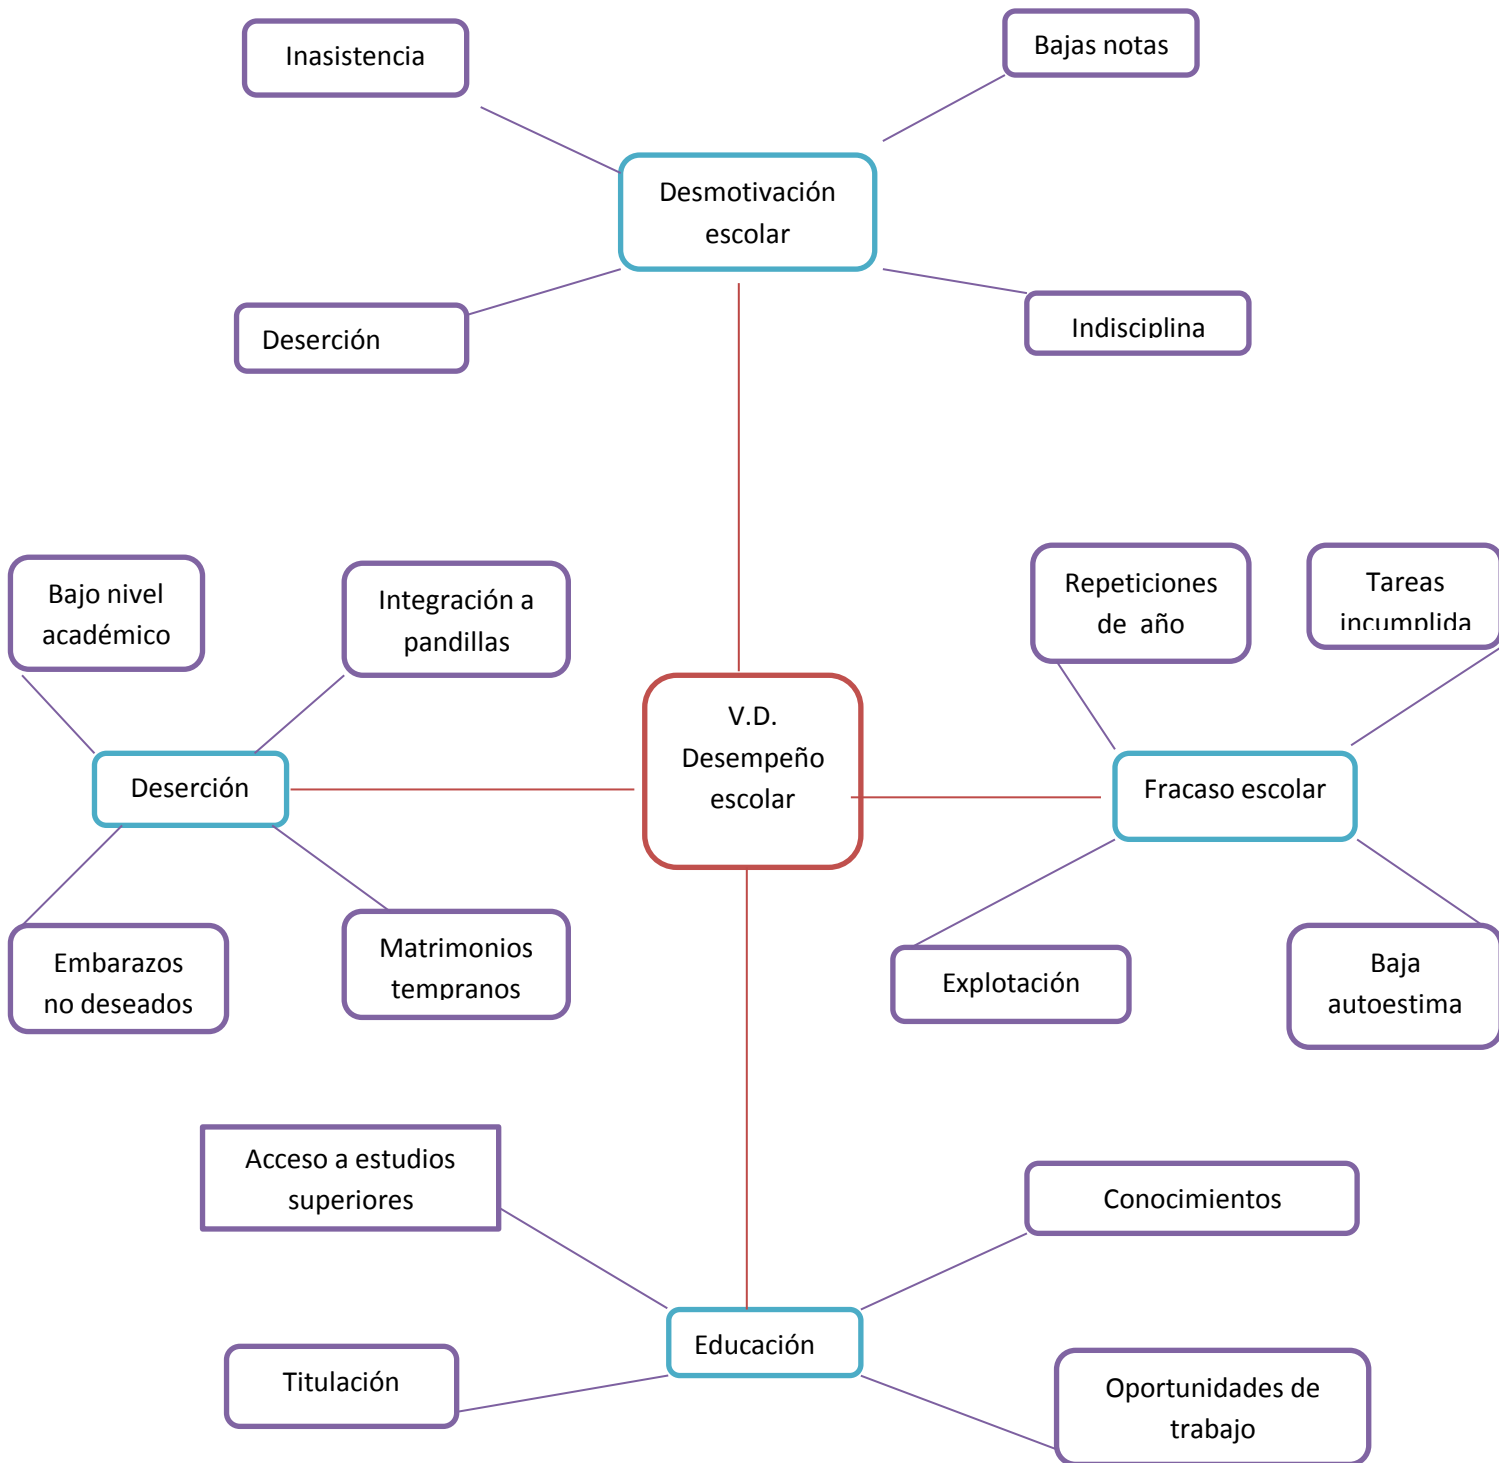 Inasistencia
Bajas notas
Desmotivación
escolar
Deserción
Indisciplina
Bajo nivel
académico
Integración a
pandillas
Repeticiones
de año
Tareas
incumplida
V.D.
Desempeño
escolar
Deserción
Fracaso escolar
Embarazos
no deseados
Matrimonios
tempranos
Explotación
Baja
autoestima
Acceso a estudios
superiores
Conocimientos
Educación
Titulación
Oportunidades de
trabajo